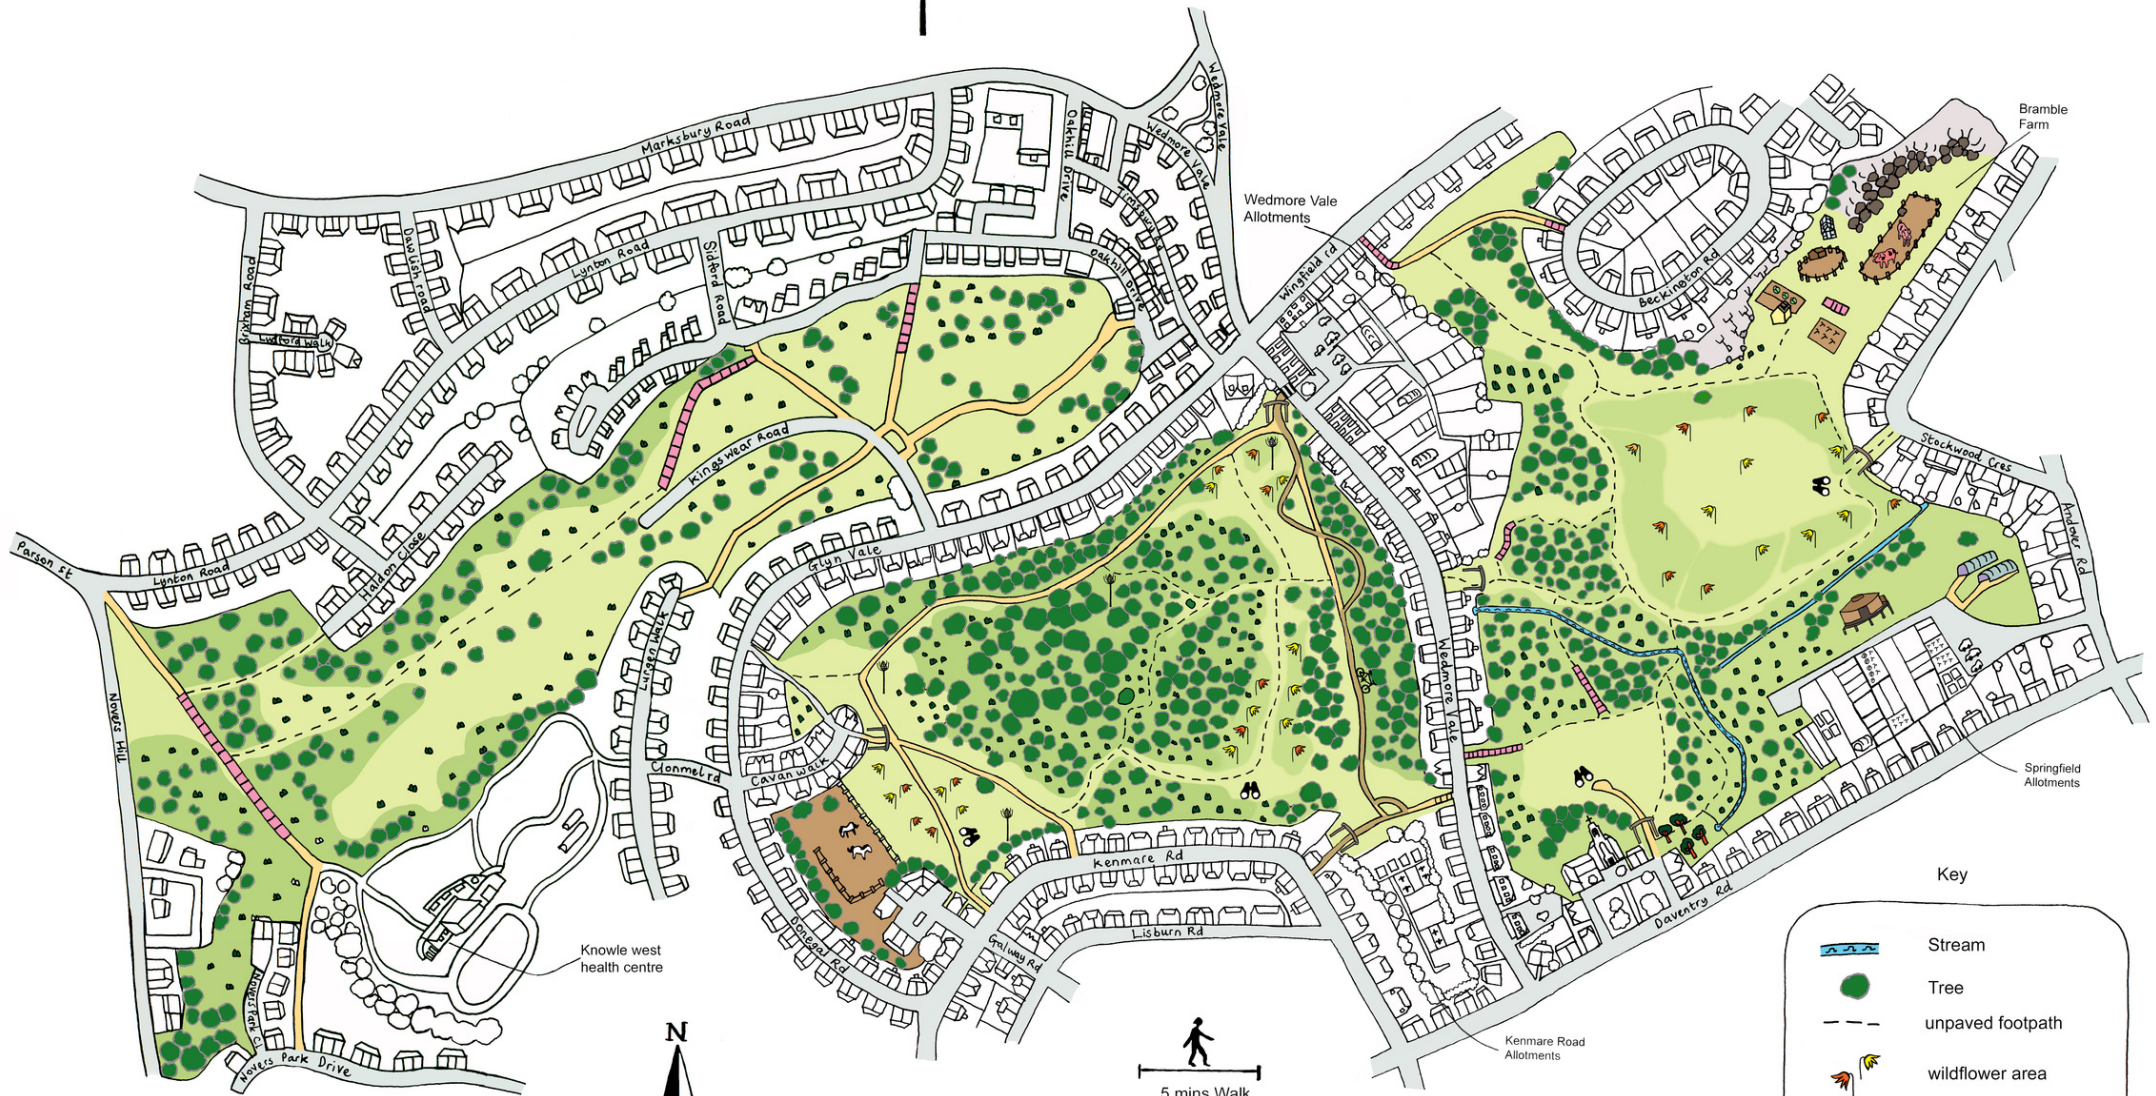 Bramble
Farm
Wedmore Vale
Marksbury Road
Oakhill Drive
Wedmore Vale
Timsbury Rd
Wedmore Vale
Allotments
Wingfield rd
Beckington Rd
Dawlish road
Lynton Road
Sidford Road
Oakhill Drive
Brixham Road
Ludford Walk
Kingswear Road
Stockwood Cres
Andover Rd
Parson st
Lynton Road
Haldon Close
Glyn Vale
Lurgan Walk
Wedmore Vale
Novers Hill
Clonmel rd
Cavan walk
Springfield
Allotments
Kenmare Rd
Key
Daventry Rd
Lisburn Rd
Donegal Rd
Galway Rd
Knowle west
health centre
Stream
Tree
unpaved footpath
wildflower area
Novers Park Cl
Novers Park Drive
N
Kenmare Road
Allotments
5 mins Walk